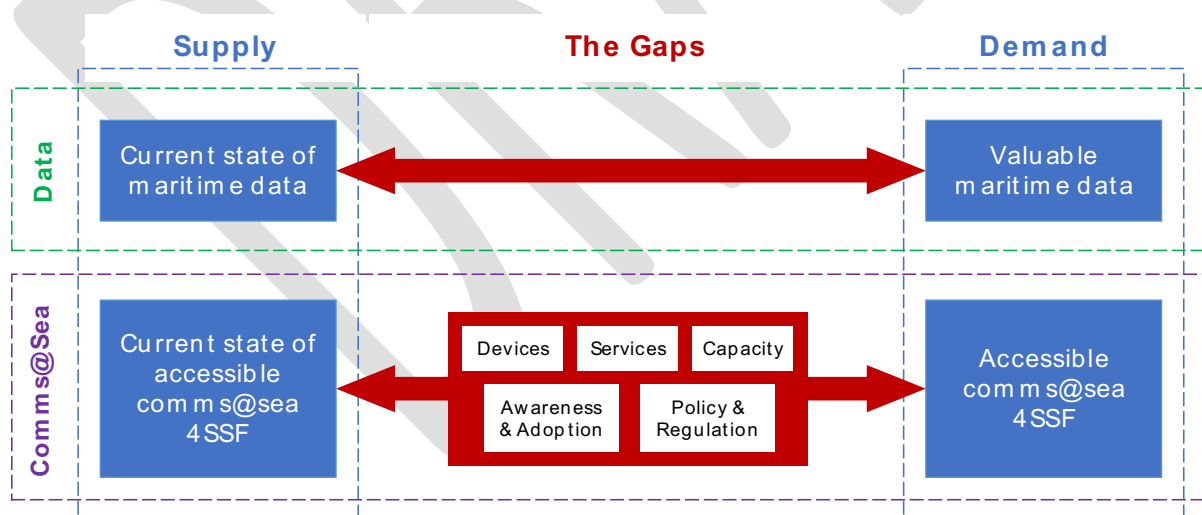 Supply
The Gaps
Demand
Data
Current state of
maritime data
Valuable
maritime data
Comms@Sea
Current state of
accessible
comms@sea
4SSF
Devices
Services
Capacity
Awareness
& Adoption
Policy &
Regulation
Accessible
comms@sea
4SSF